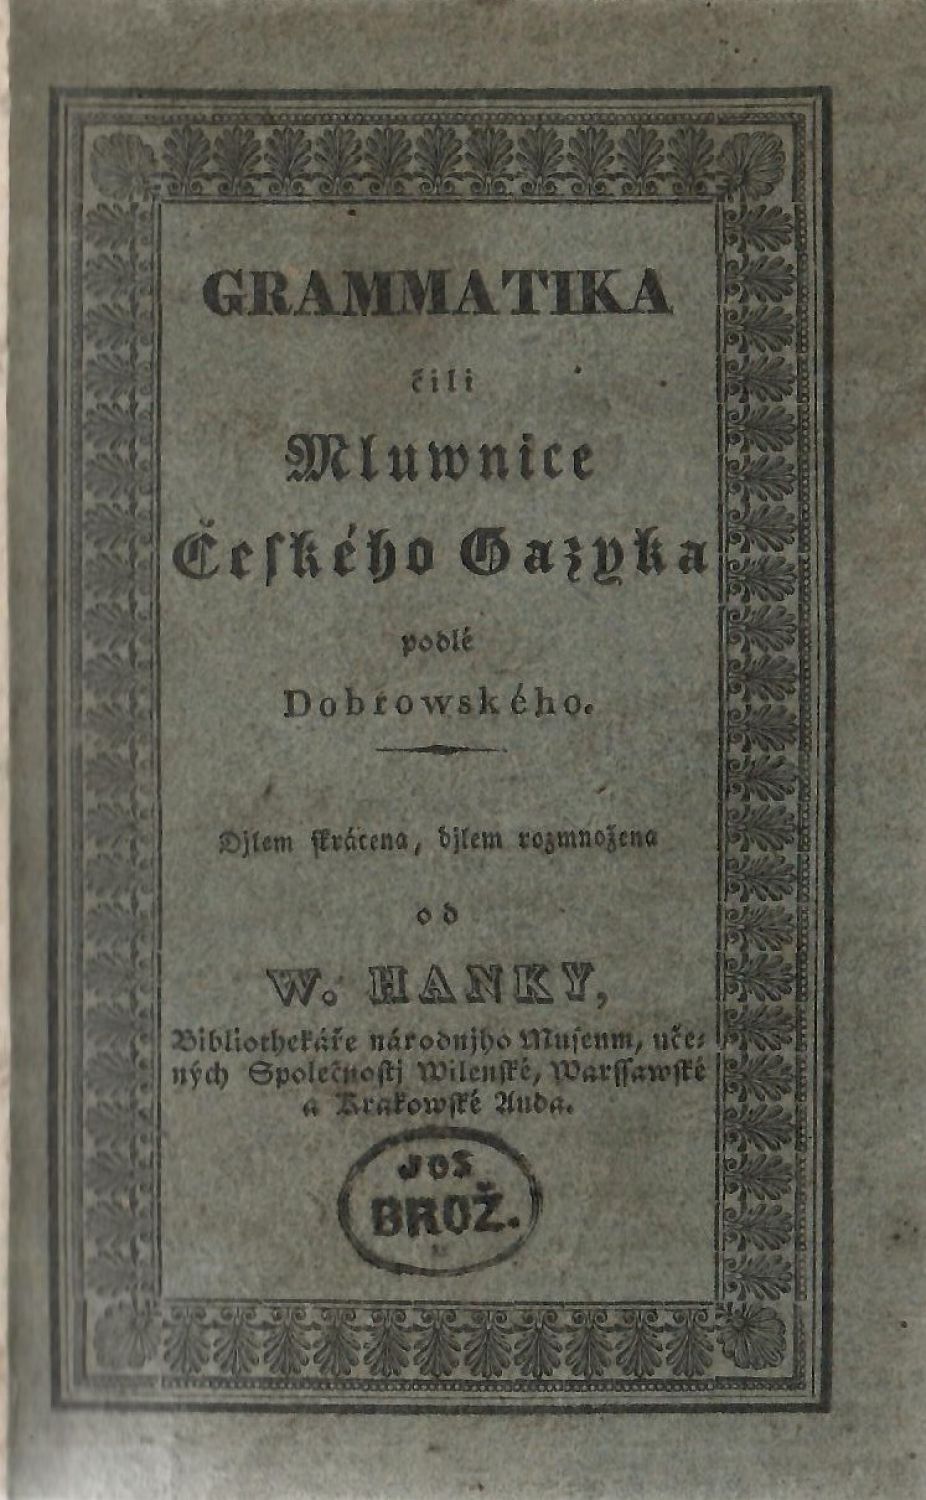 GRAMMATIKA
čili
Mluwnice
Českého Gazyka
podlé
Dobrowského.
Djlem skrácena, djlem rozmnožena
od
W. HANKY,
Bibliothekáře národnjho Museum, uče-
ných Společnostj Wilenské, Warssawské
a Krakowské Auda.
JOS.
BROŽ.